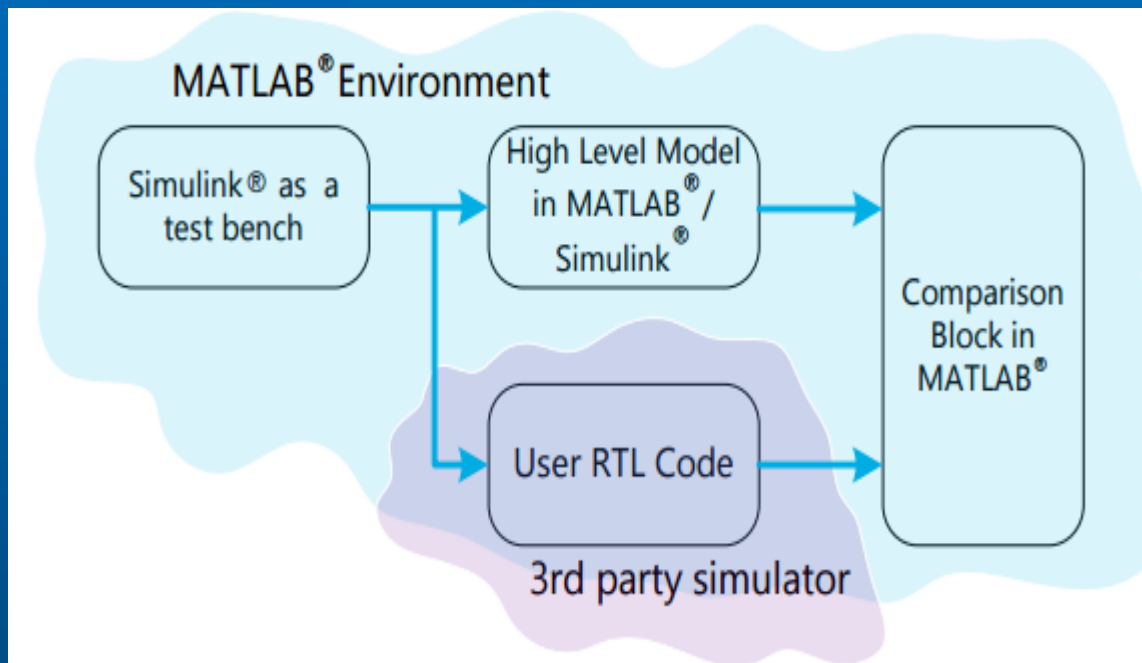 MATLAB® Environment
Simulink® as a
test bench
High Level Model
in MATLAB® /
Simulink®
Comparison
Block in
MATLAB®
User RTL Code
3rd party simulator